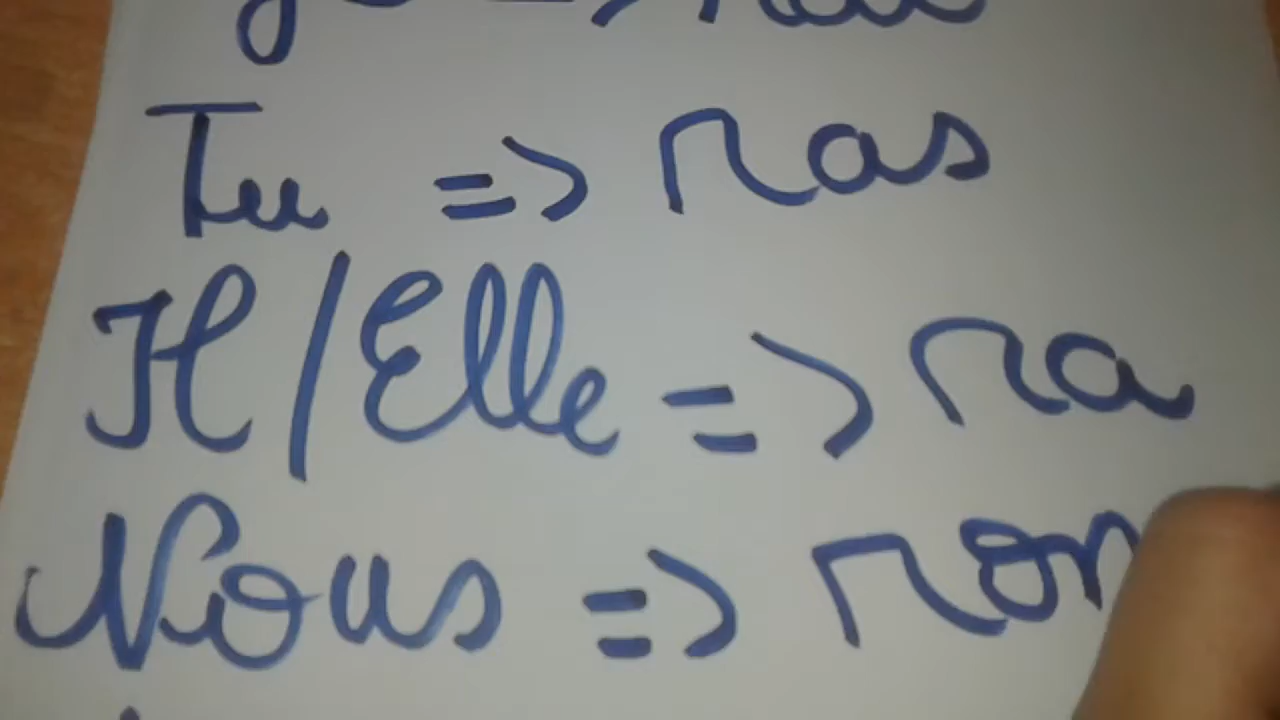 Tu => ras
Il/Elle => ra
Nous => ron